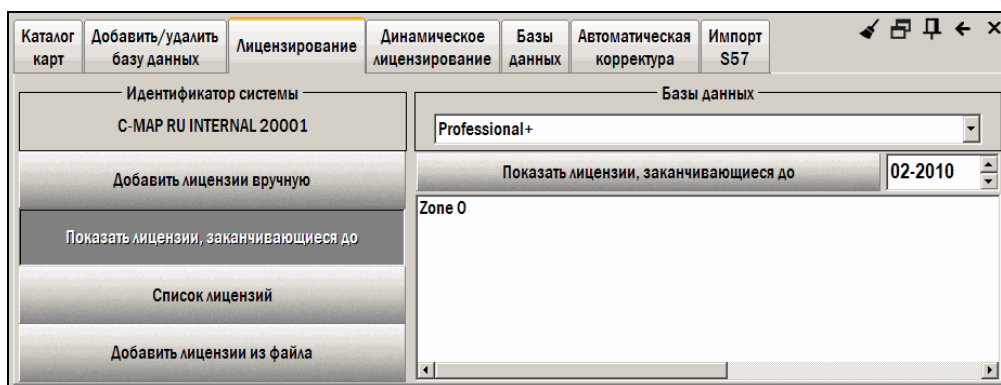 Каталог карт
Добавить/удалить базу данных
Лицензирование
Динамическое лицензирование
Базы данных
Автоматическая корректура
Импорт S57
Идентификатор системы
C-MAP RU INTERNAL 20001
Добавить лицензии вручную
Показать лицензии, заканчивающиеся до
Список лицензий
Добавить лицензии из файла
Базы данных
Professional+
Показать лицензии, заканчивающиеся до
02-2010
Zone 0